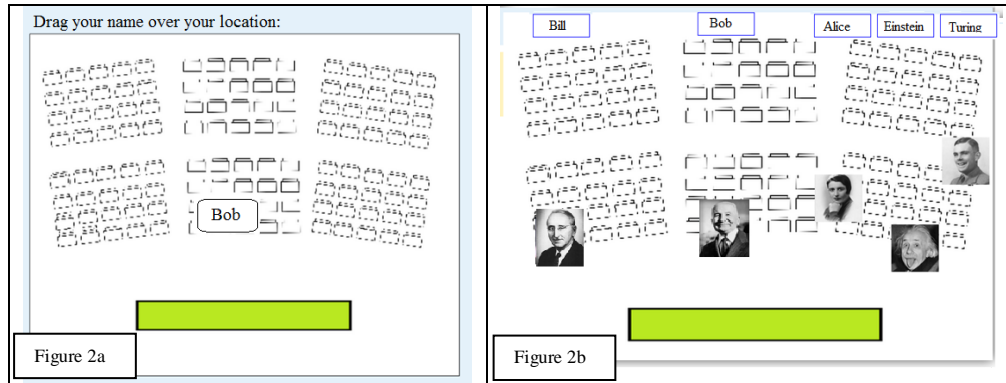 Drag your name over your location:
Bob
Figure 2a
Bill
Bob
Alice
Einstein
Turing
Figure 2b